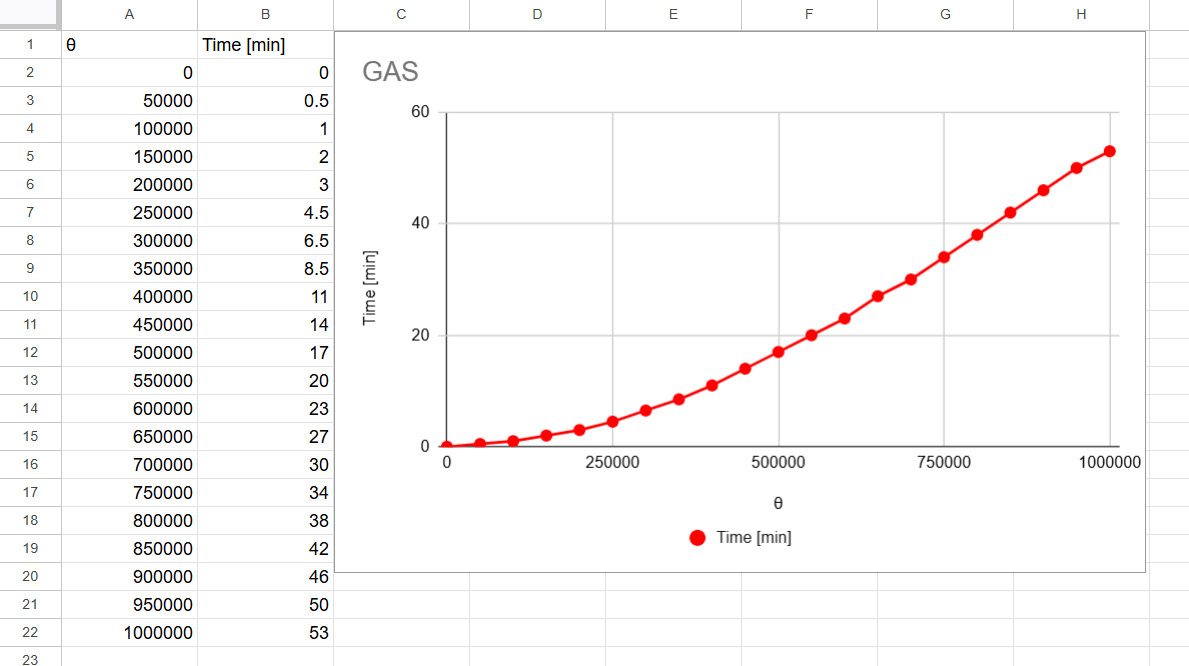 A B C D E F G H
1 θ Time [min]
2 0 0
3 50000 0.5
4 100000 1
5 150000 2
6 200000 3
7 250000 4.5
8 300000 6.5
9 350000 8.5
10 400000 11
11 450000 14
12 500000 17
13 550000 20
14 600000 23
15 650000 27
16 700000 30
17 750000 34
18 800000 38
19 850000 42
20 900000 46
21 950000 50
22 1000000 53
23
GAS
60
40
20
0
Time [min]
0 250000 500000 750000 1000000
θ
Time [min]